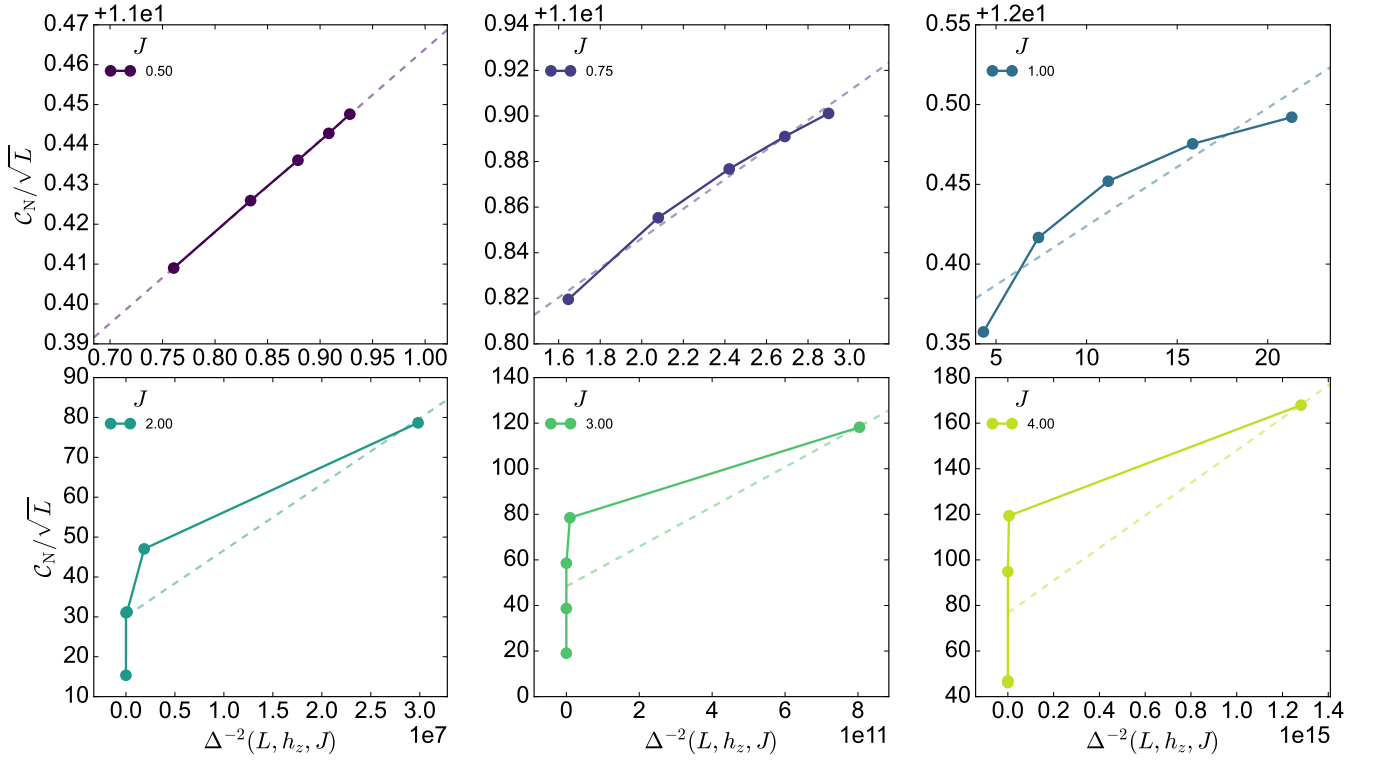 +1.1e1
J
0.50
0.47
0.46
0.45
0.44
0.43
0.42
0.41
0.40
0.39
0.70 0.75 0.80 0.85 0.90 0.95 1.00
𝒞_N/√L
+1.1e1
J
0.75
0.94
0.92
0.90
0.88
0.86
0.84
0.82
0.80
1.6 1.8 2.0 2.2 2.4 2.6 2.8 3.0
+1.2e1
J
1.00
0.55
0.50
0.45
0.40
0.35
5 10 15 20
J
2.00
90
80
70
60
50
40
30
20
10
0.0 0.5 1.0 1.5 2.0 2.5 3.0
1e7
𝒞_N/√L
Δ⁻²(L, h_z, J)
J
3.00
140
120
100
80
60
40
20
0
0 2 4 6 8
1e11
Δ⁻²(L, h_z, J)
J
4.00
180
160
140
120
100
80
60
40
0.0 0.2 0.4 0.6 0.8 1.0 1.2 1.4
1e15
Δ⁻²(L, h_z, J)